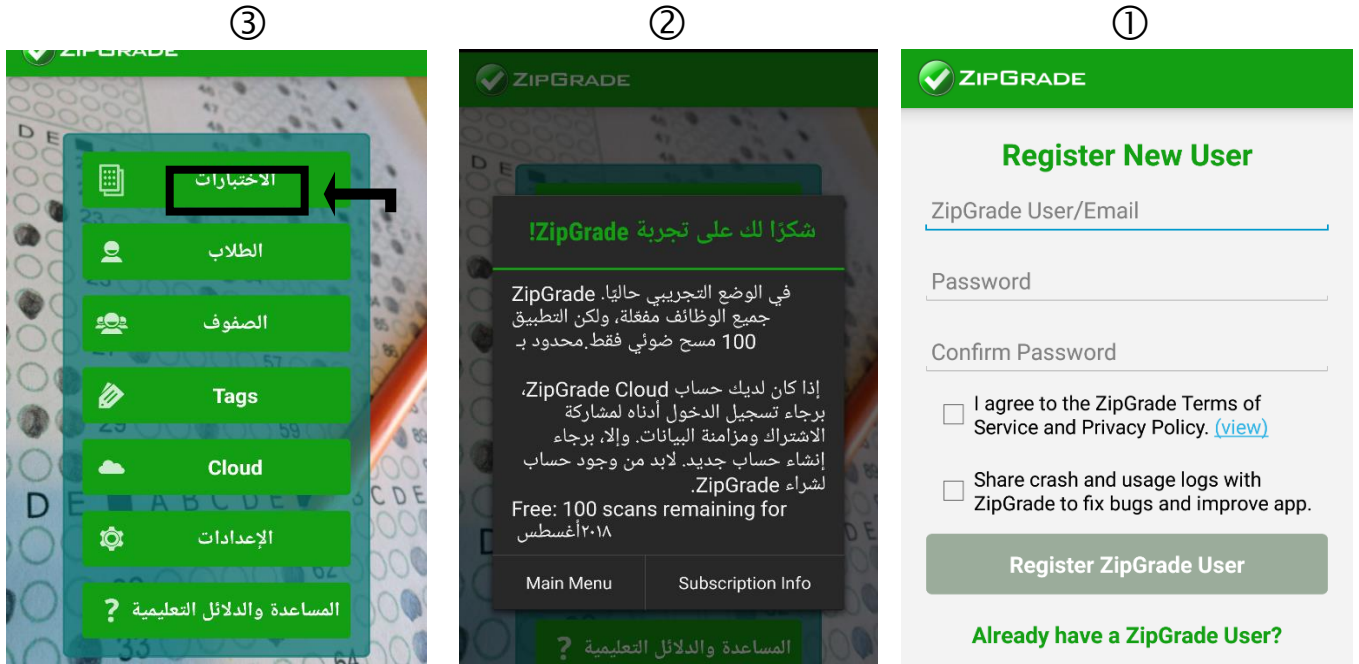 ①
ZIPGRADE
Register New User
ZipGrade User/Email
Password
Confirm Password
I agree to the ZipGrade Terms of
Service and Privacy Policy. (view)
Share crash and usage logs with
ZipGrade to fix bugs and improve app.
Register ZipGrade User
Already have a ZipGrade User?
②
ZIPGRADE
شكرًا لك على تجربة ZipGrade!
في الوضع التجريبي حاليًا. ZipGrade
جميع الوظائف مفعّلة، ولكن التطبيق
100 مسح ضوئي فقط.محدود بـ
إذا كان لديك حساب ZipGrade Cloud،
برجاء تسجيل الدخول أدناه لمشاركة
الاشتراك ومزامنة البيانات. وإلا، برجاء
إنشاء حساب جديد. لابد من وجود حساب
لشراء ZipGrade.
Free: 100 scans remaining for
أغسطس٢٠١٨
Main Menu
Subscription Info
المساعدة والدلائل التعليمية ?
③
ZIPGRADE
الاختبارات
الطلاب
الصفوف
Tags
Cloud
الإعدادات
المساعدة والدلائل التعليمية ?